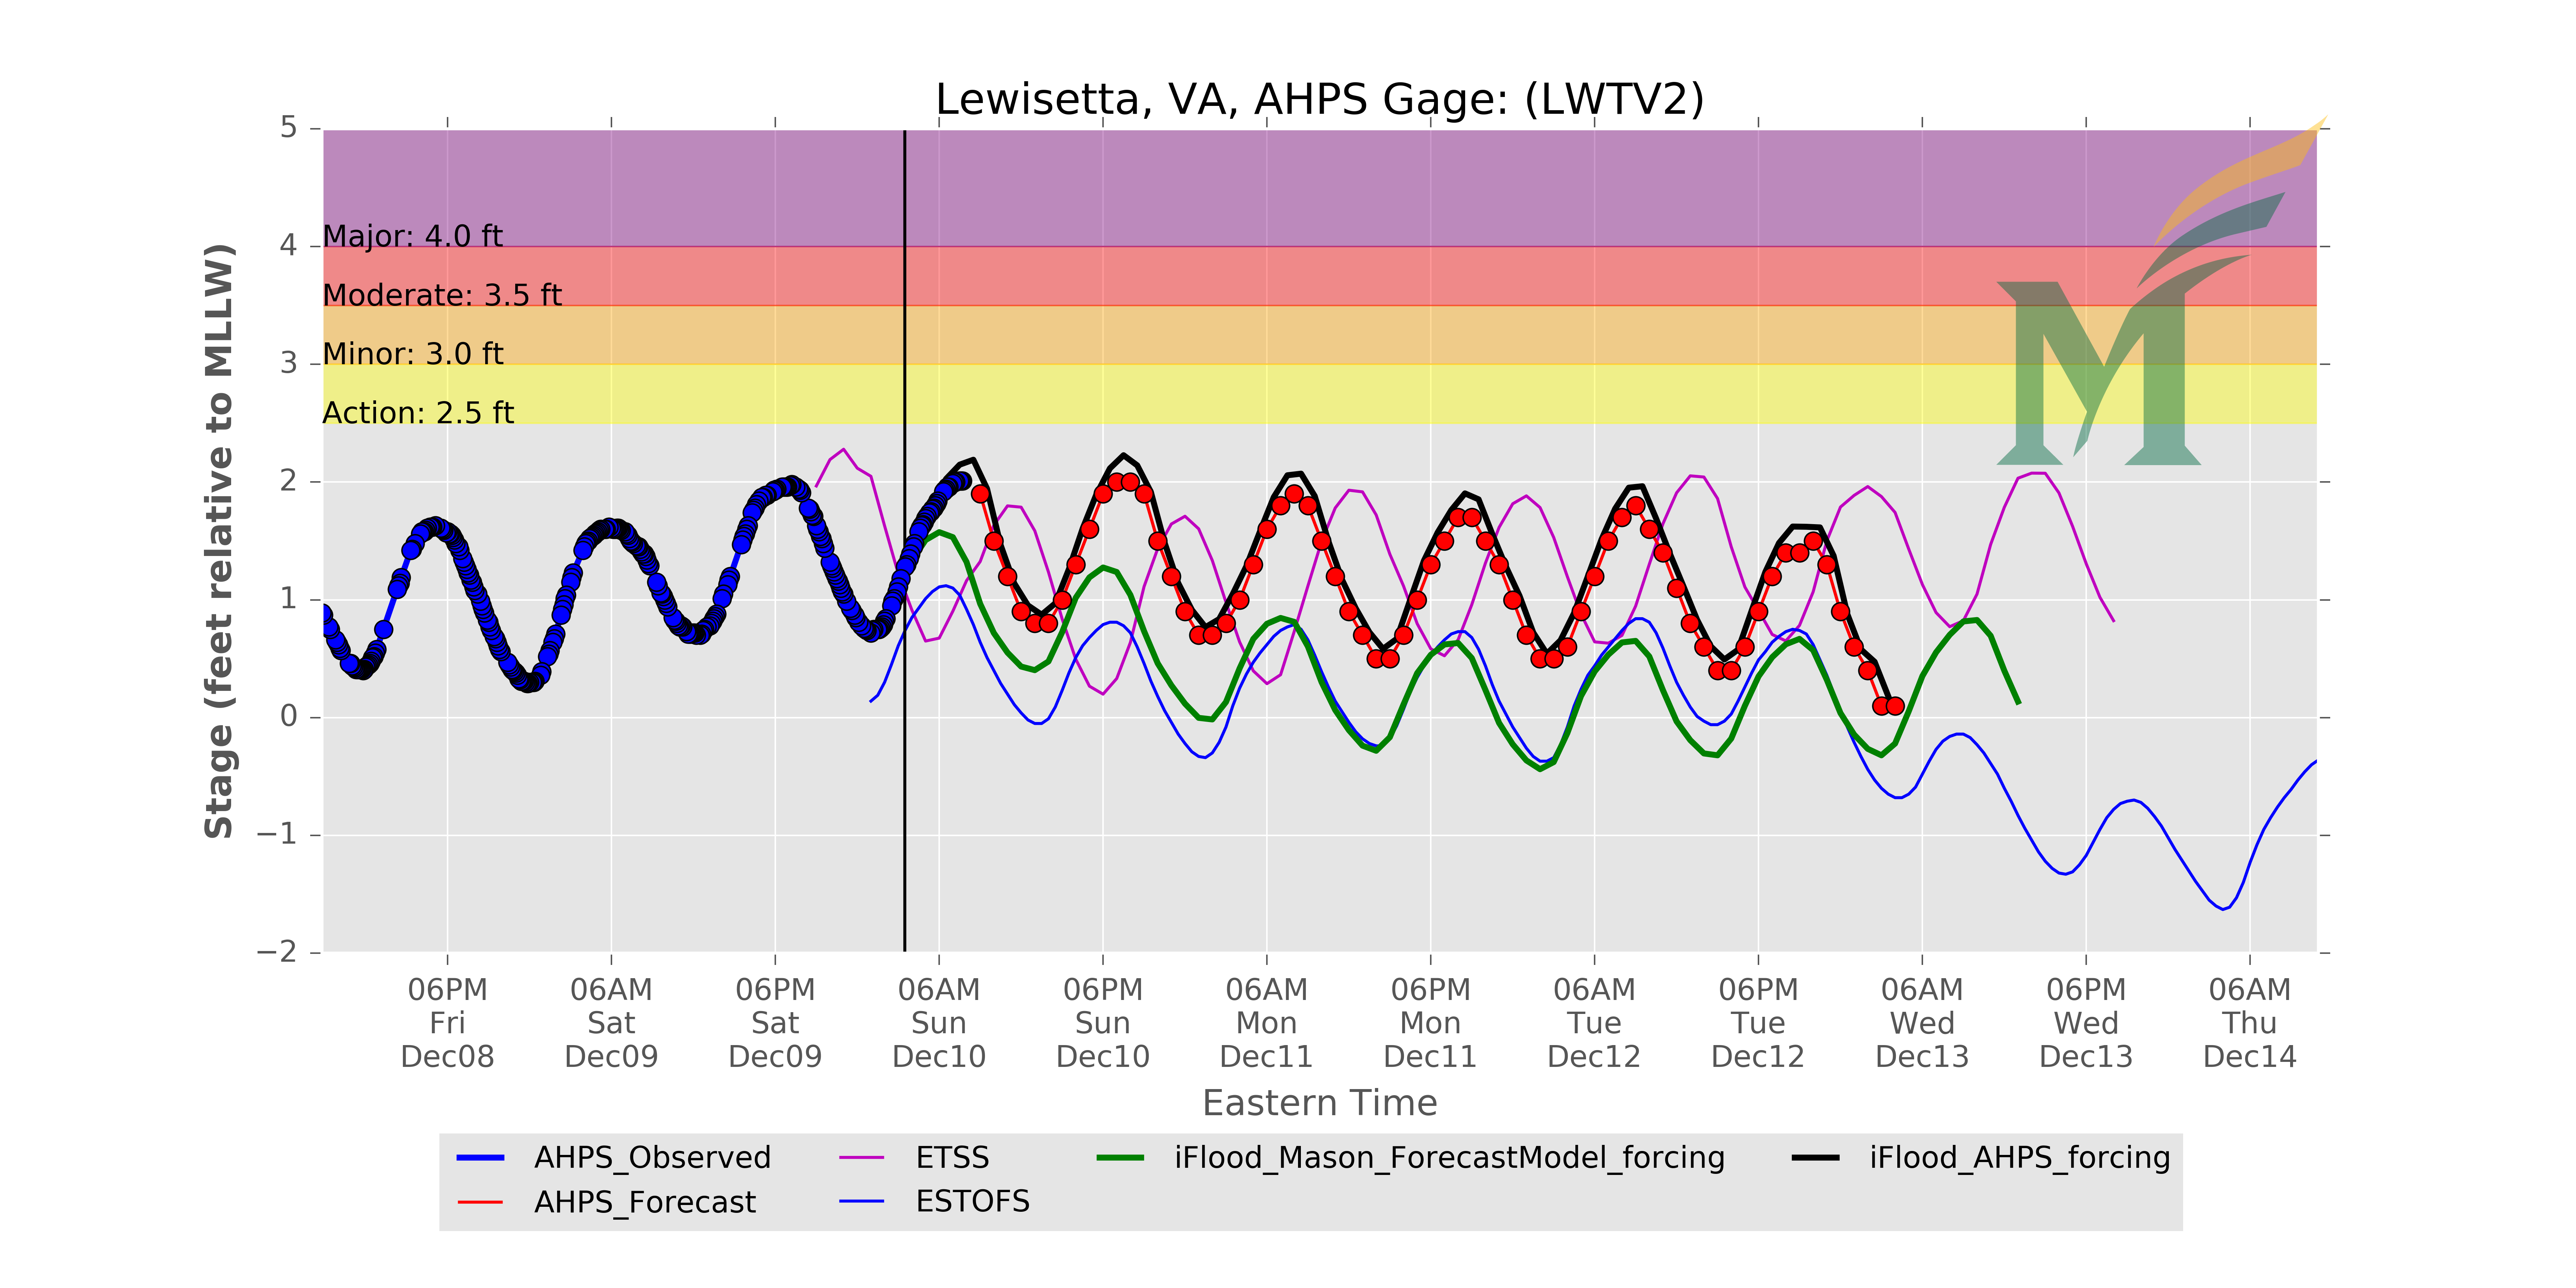 Lewisetta, VA, AHPS Gage: (LWTV2)
Stage (feet relative to MLLW)
5
4
3
2
1
0
−1
−2
Major: 4.0 ft
Moderate: 3.5 ft
Minor: 3.0 ft
Action: 2.5 ft
M
06PM 06AM 06PM 06AM 06PM 06AM 06PM 06AM 06PM 06AM 06PM 06AM
Fri Sat Sat Sun Sun Mon Mon Tue Tue Wed Wed Thu
Dec08 Dec09 Dec09 Dec10 Dec10 Dec11 Dec11 Dec12 Dec12 Dec13 Dec13 Dec14
Eastern Time
AHPS_Observed ETSS iFlood_Mason_ForecastModel_forcing iFlood_AHPS_forcing
AHPS_Forecast ESTOFS